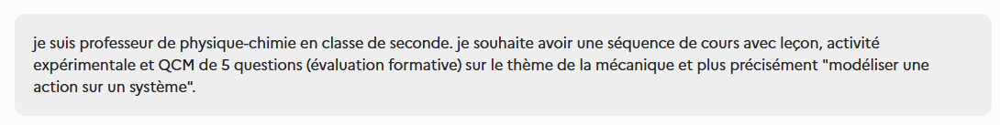 je suis professeur de physique-chimie en classe de seconde. je souhaite avoir une séquence de cours avec leçon, activité
expérimentale et QCM de 5 questions (évaluation formative) sur le thème de la mécanique et plus précisément "modéliser une
action sur un système".